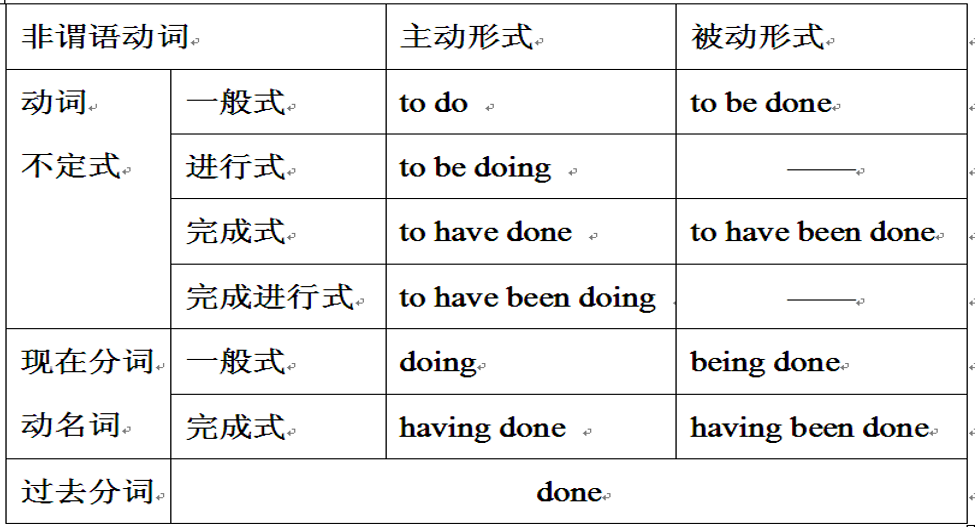 非谓语动词 主动形式 被动形式
动词 一般式 to do to be done
不定式 进行式 to be doing ——
完成式 to have done to have been done
完成进行式 to have been doing ——
现在分词 一般式 doing being done
动名词 完成式 having done having been done
过去分词 done